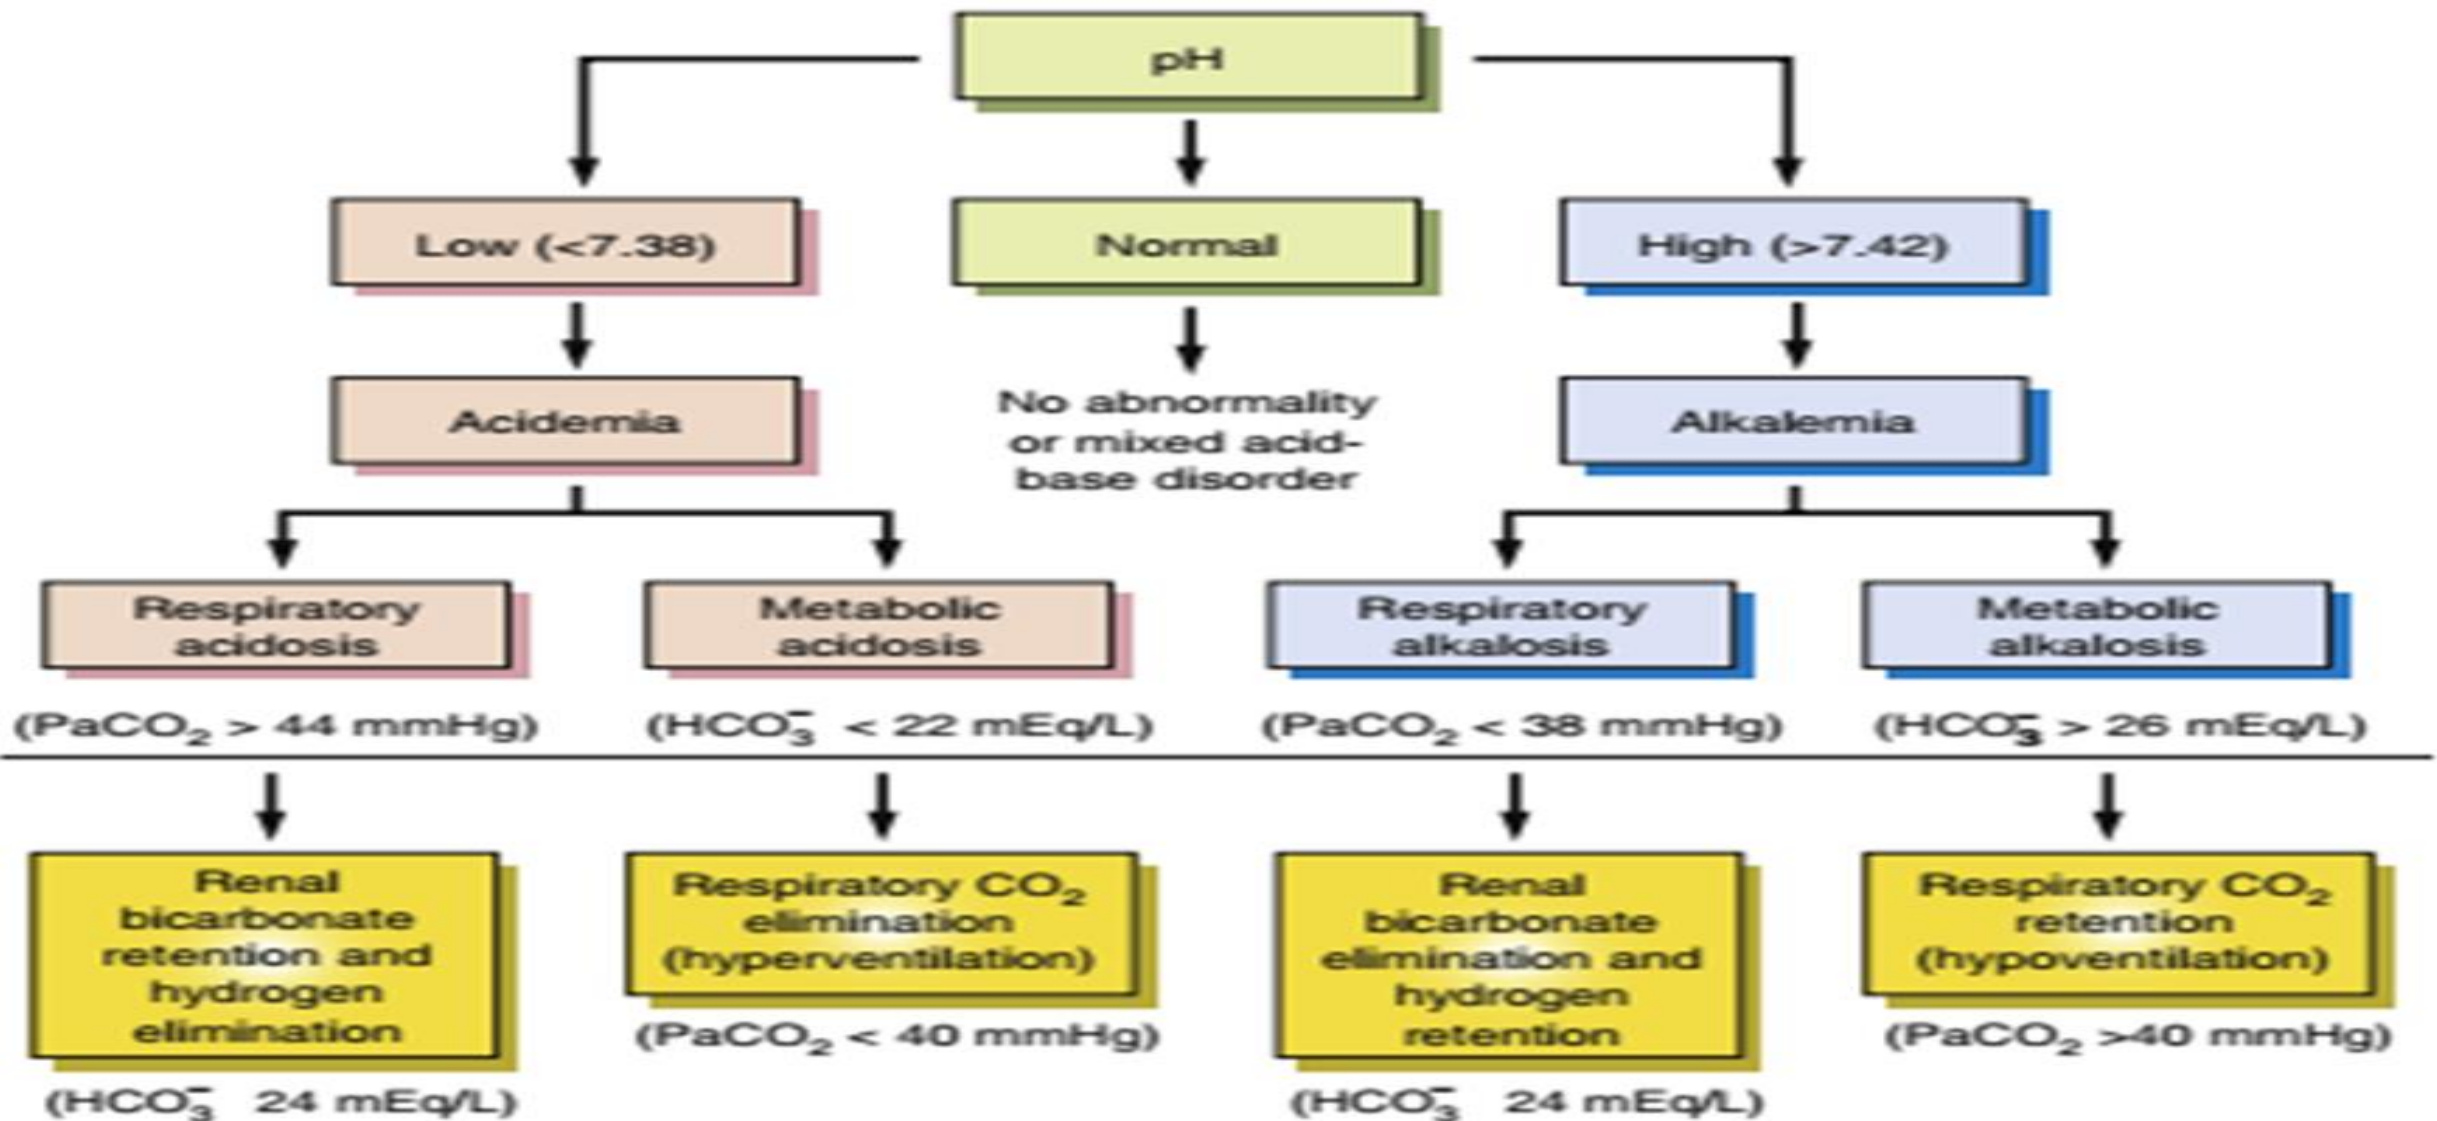 pH
Low (<7.38)
Normal
High (>7.42)
Acidemia
No abnormality
or mixed acid-
base disorder
Alkalemia
Respiratory
acidosis
(PaCO₂ > 44 mmHg)
Metabolic
acidosis
(HCO₃⁻ < 22 mEq/L)
Respiratory
alkalosis
(PaCO₂ < 38 mmHg)
Metabolic
alkalosis
(HCO₃⁻ > 26 mEq/L)
Renal
bicarbonate
retention and
hydrogen
elimination
(HCO₃⁻ 24 mEq/L)
Respiratory CO₂
elimination
(hyperventilation)
(PaCO₂ < 40 mmHg)
Renal
bicarbonate
elimination and
hydrogen
retention
(HCO₃⁻ 24 mEq/L)
Respiratory CO₂
retention
(hypoventilation)
(PaCO₂ >40 mmHg)